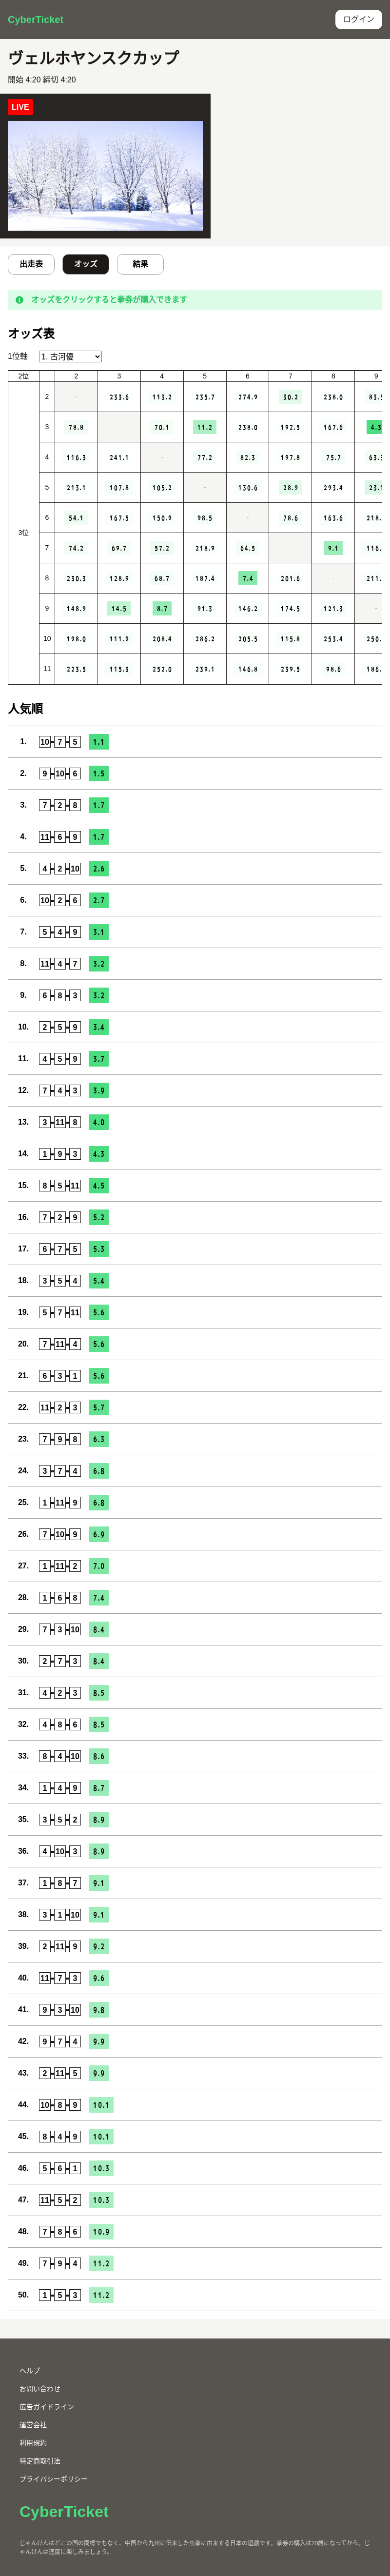 CyberTicket
ログイン
ヴェルホヤンスクカップ
開始 4:20 締切 4:20
LIVE
出走表 オッズ 結果
オッズをクリックすると拳券が購入できます
オッズ表
1位軸 1. 古河優
2位 2 3 4 5 6 7 8 9
2 - 233.6 113.2 235.7 274.9 30.2 238.0 83.5
3 78.8 - 70.1 11.2 238.0 192.5 167.6 4.3
4 116.3 241.1 - 77.2 82.3 197.8 75.7 63.3
5 213.1 107.8 105.2 - 130.6 28.9 293.4 23.1
3位 6 54.1 167.5 150.9 98.5 - 78.6 163.6 218.
7 74.2 69.7 57.2 218.9 64.5 - 9.1 116.
8 230.3 128.9 68.7 187.4 7.4 201.6 - 211.
9 148.9 14.5 8.7 91.3 146.2 174.5 121.3 -
10 198.0 111.9 208.4 286.2 205.5 115.8 253.4 250.
11 223.5 115.3 252.0 239.1 146.8 239.5 98.6 186.
人気順
1. 10-7-5 1.1
2. 9-10-6 1.5
3. 7-2-8 1.7
4. 11-6-9 1.7
5. 4-2-10 2.6
6. 10-2-6 2.7
7. 5-4-9 3.1
8. 11-4-7 3.2
9. 6-8-3 3.2
10. 2-5-9 3.4
11. 4-5-9 3.7
12. 7-4-3 3.9
13. 3-11-8 4.0
14. 1-9-3 4.3
15. 8-5-11 4.5
16. 7-2-9 5.2
17. 6-7-5 5.3
18. 3-5-4 5.4
19. 5-7-11 5.6
20. 7-11-4 5.6
21. 6-3-1 5.6
22. 11-2-3 5.7
23. 7-9-8 6.3
24. 3-7-4 6.8
25. 1-11-9 6.8
26. 7-10-9 6.9
27. 1-11-2 7.0
28. 1-6-8 7.4
29. 7-3-10 8.4
30. 2-7-3 8.4
31. 4-2-3 8.5
32. 4-8-6 8.5
33. 8-4-10 8.6
34. 1-4-9 8.7
35. 3-5-2 8.9
36. 4-10-3 8.9
37. 1-8-7 9.1
38. 3-1-10 9.1
39. 2-11-9 9.2
40. 11-7-3 9.6
41. 9-3-10 9.8
42. 9-7-4 9.9
43. 2-11-5 9.9
44. 10-8-9 10.1
45. 8-4-9 10.1
46. 5-6-1 10.3
47. 11-5-2 10.3
48. 7-8-6 10.9
49. 7-9-4 11.2
50. 1-5-3 11.2
ヘルプ
お問い合わせ
広告ガイドライン
運営会社
利用規約
特定商取引法
プライバシーポリシー
CyberTicket
じゃんけんはどこの国の商標でもなく、中国から九州に伝来した虫拳に由来する日本の遊戯です。拳券の購入は20歳になってから。じ
ゃんけんは適度に楽しみましょう。